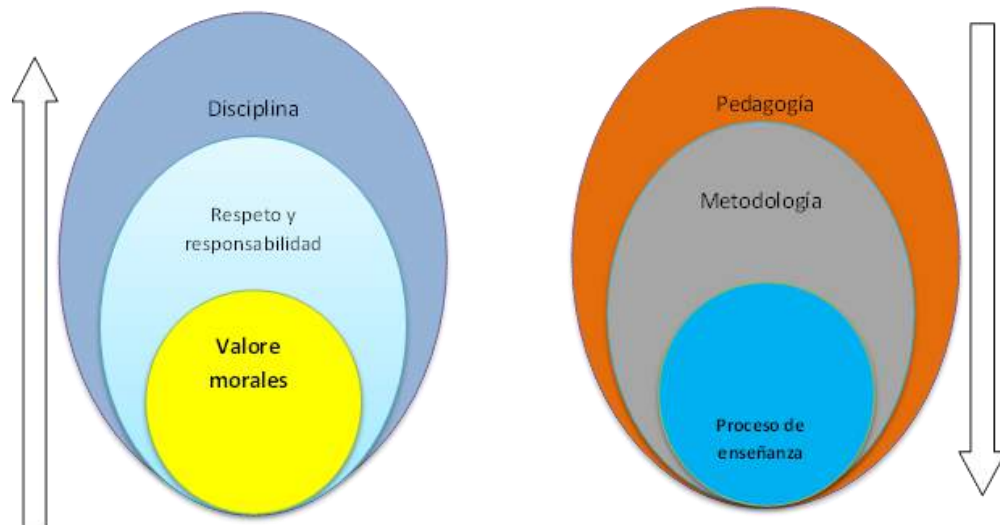 Disciplina
Respeto y
responsabilidad
Valore
morales
Pedagogía
Metodología
Proceso de
enseñanza